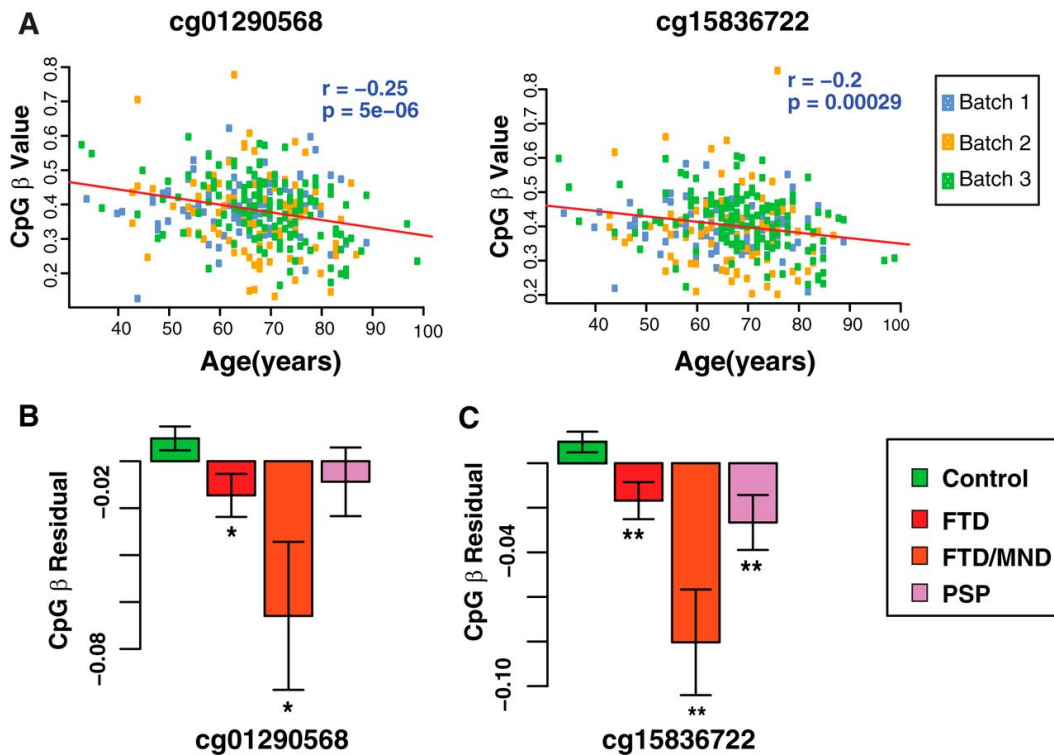 A
cg01290568
cg15836722
r = −0.25
p = 5e−06
r = −0.2
p = 0.00029
Batch 1
Batch 2
Batch 3
CpG β Value
0.2 0.3 0.4 0.5 0.6 0.7 0.8
40 50 60 70 80 90 100
Age(years)
CpG β Value
0.2 0.3 0.4 0.5 0.6 0.7 0.8
40 50 60 70 80 90 100
Age(years)
B
CpG β Residual
−0.02
−0.08
*
*
cg01290568
C
CpG β Residual
−0.04
−0.10
**
**
**
cg15836722
Control
FTD
FTD/MND
PSP